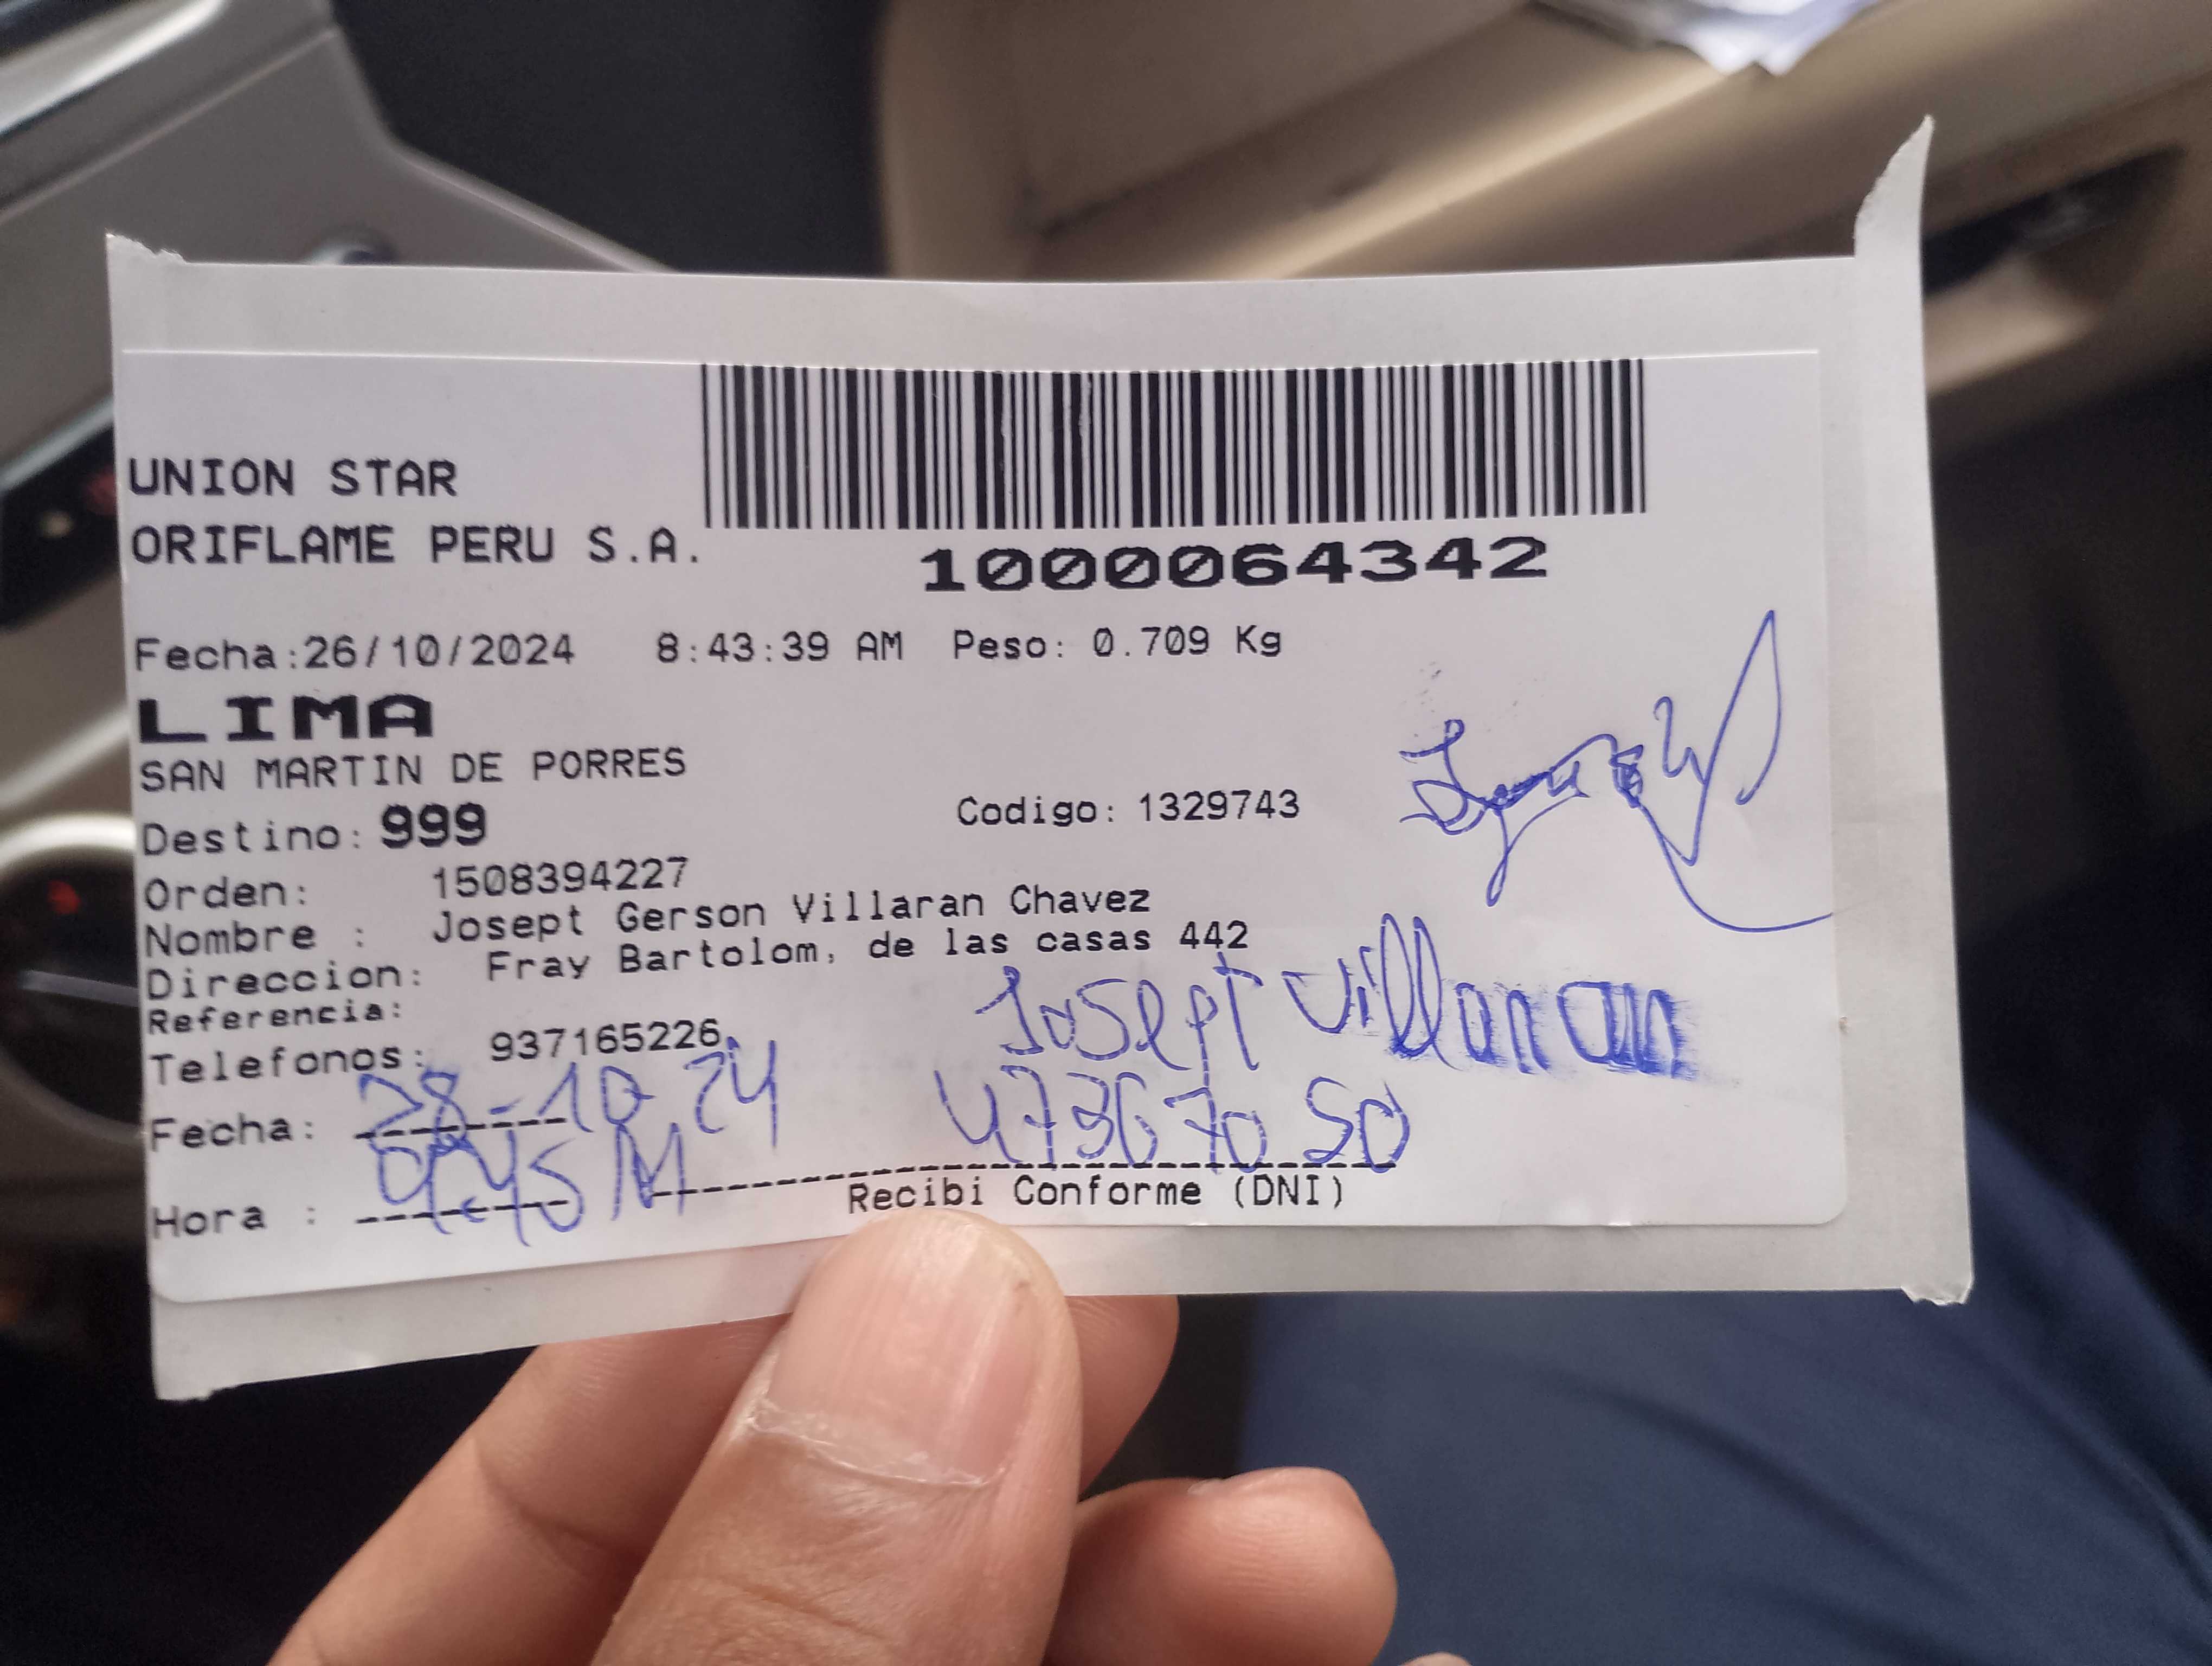 UNION STAR
ORIFLAME PERU S.A.
1000064342
Fecha:26/10/2024 8:43:39 AM Peso: 0.709 Kg
LIMA
SAN MARTIN DE PORRES
Destino: 999 Codigo: 1329743
Orden: 1508394227
Nombre : Josept Gerson Villaran Chavez
Direccion: Fray Bartolom, de las casas 442
Referencia:
Telefonos: 937165226,
Josept Villaran
Fecha: 28-10-24
47367050
Hora : 09:45 M
Recibi Conforme (DNI)